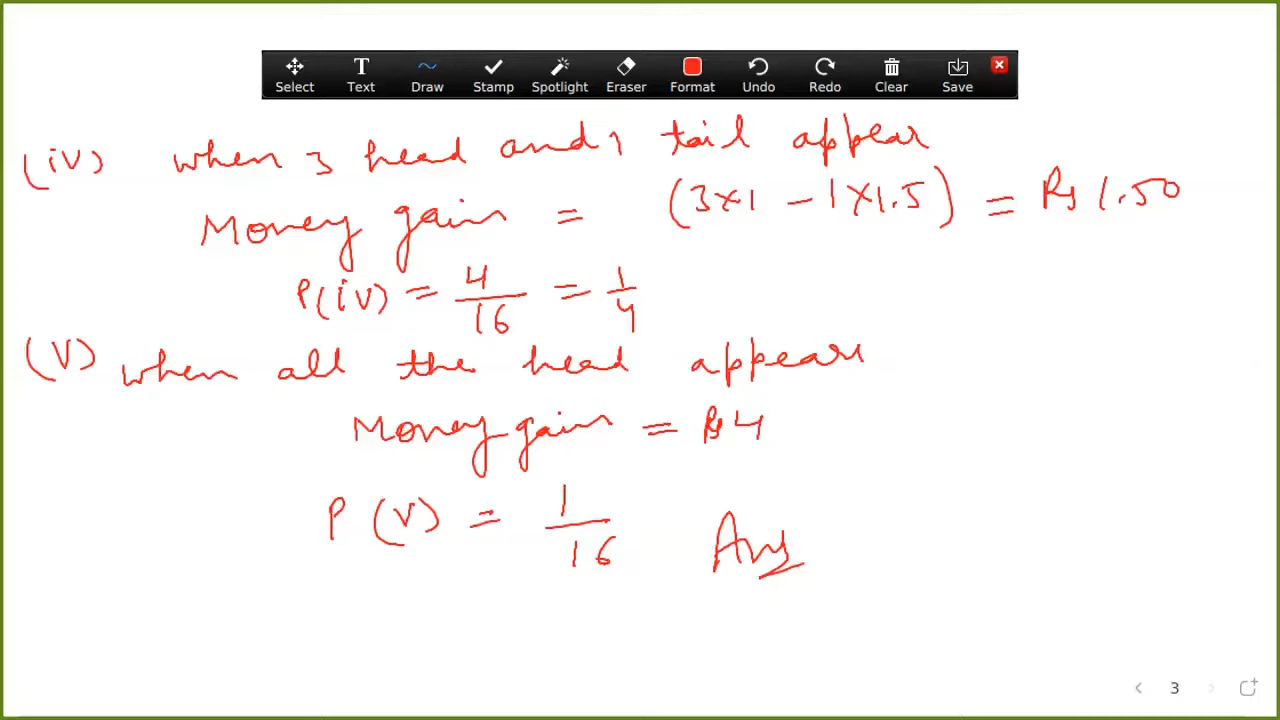 Select Text Draw Stamp Spotlight Eraser Format Undo Redo Clear Save
(iv) when 3 head and 1 tail appear
Money gain = (3×1 - 1×1.5) = Rs 1.50
P(iv) = 4/16 = 1/4
(V) when all the head appears
Money gain = Rs 4
P(V) = 1/16 Ans
3